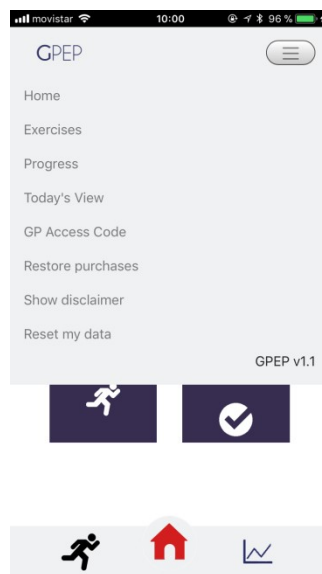 movistar 10:00 96 %
GPEP
Home
Exercises
Progress
Today's View
GP Access Code
Restore purchases
Show disclaimer
Reset my data
GPEP v1.1